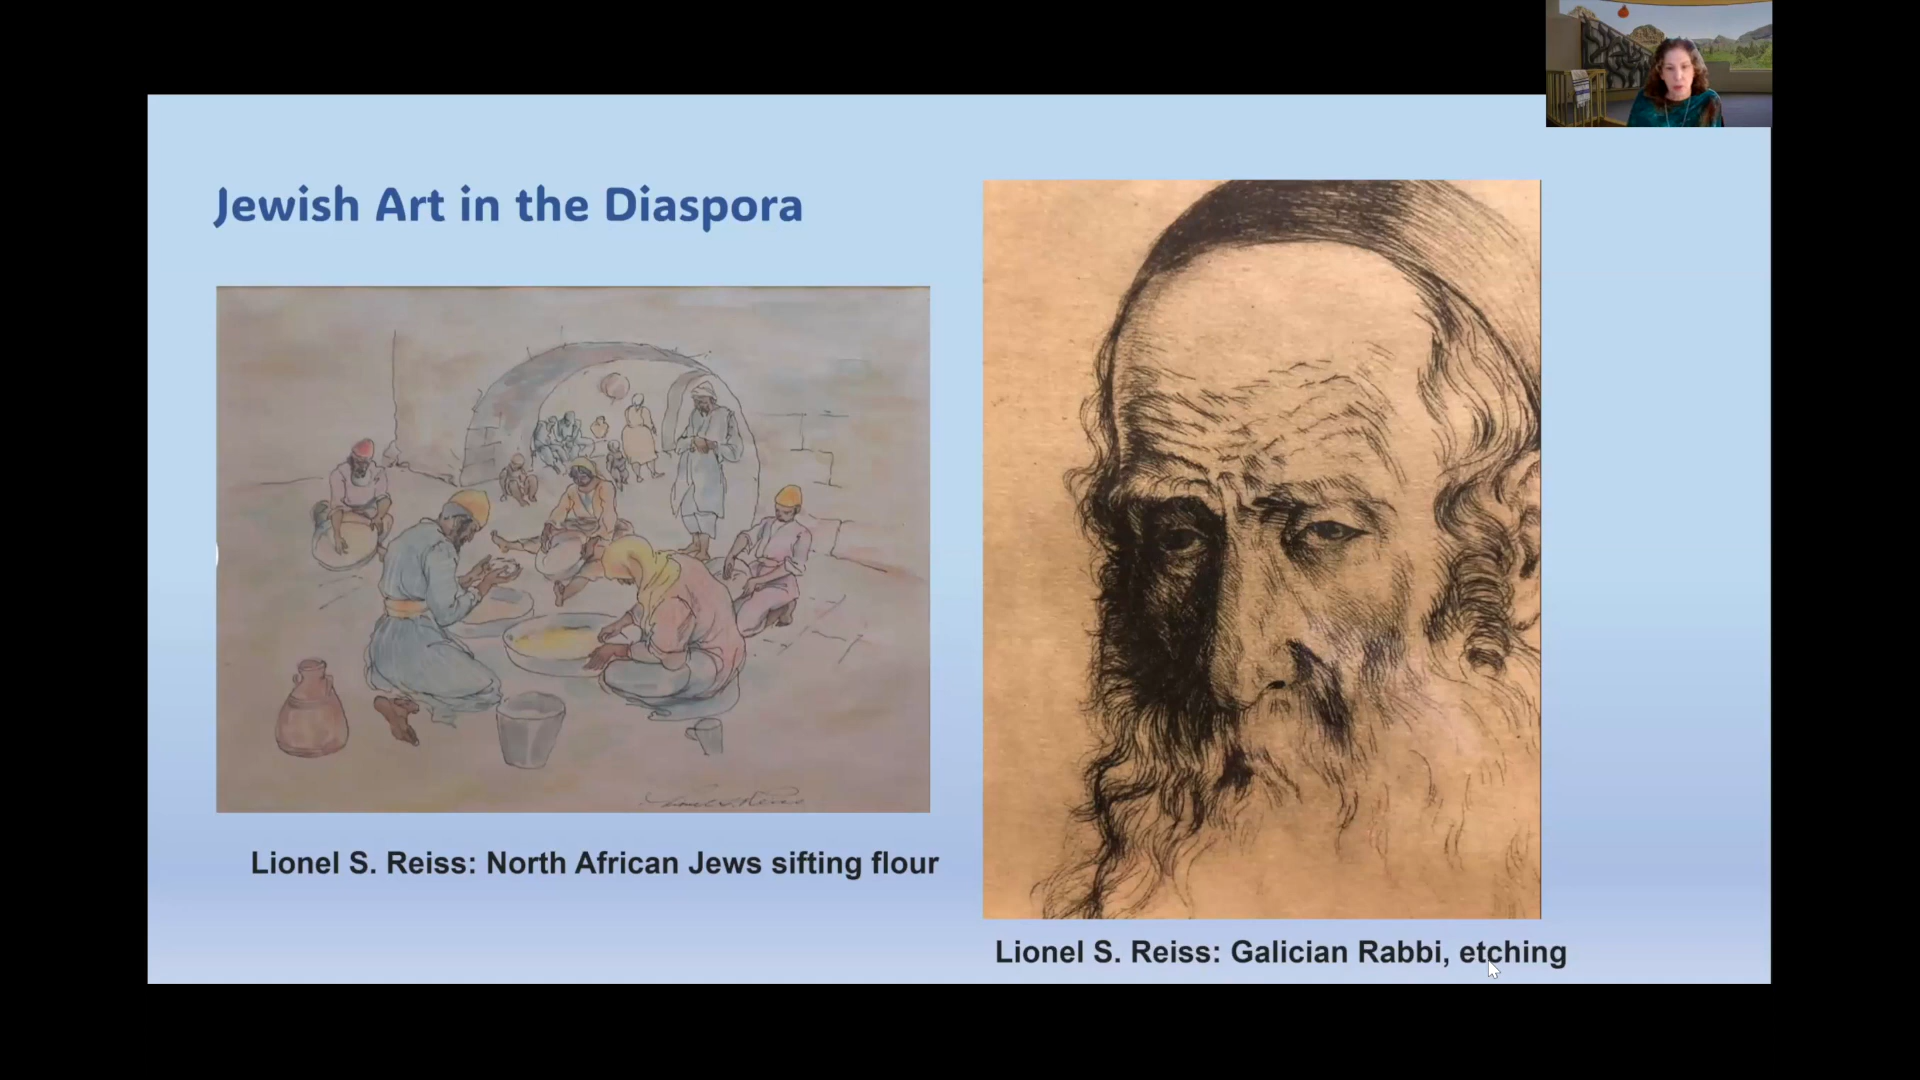 Jewish Art in the Diaspora
Lionel S. Reiss: North African Jews sifting flour
Lionel S. Reiss: Galician Rabbi, etching